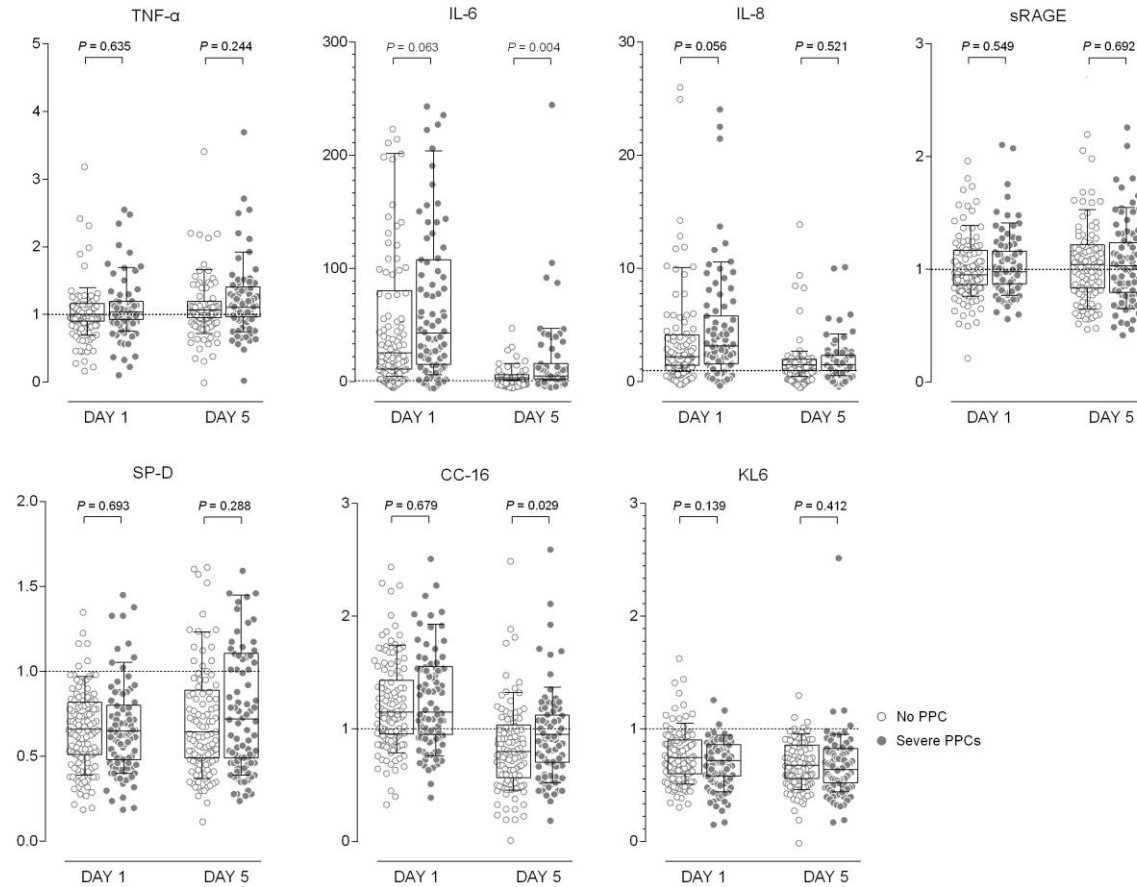 TNF-α IL-6 IL-8 sRAGE
5 300 30 3
P = 0.635 P = 0.244 P = 0.063 P = 0.004 P = 0.056 P = 0.521 P = 0.549 P = 0.692
4
200 20 2
3
2
100 10 1
1
0 0 0 0
DAY 1 DAY 5 DAY 1 DAY 5 DAY 1 DAY 5 DAY 1 DAY 5
SP-D CC-16 KL6
2.0 3 3
P = 0.693 P = 0.288 P = 0.679 P = 0.029 P = 0.139 P = 0.412
1.5 2 2
1.0 1 1
No PPC
Severe PPCs
0.5
0.0 0 0
DAY 1 DAY 5 DAY 1 DAY 5 DAY 1 DAY 5